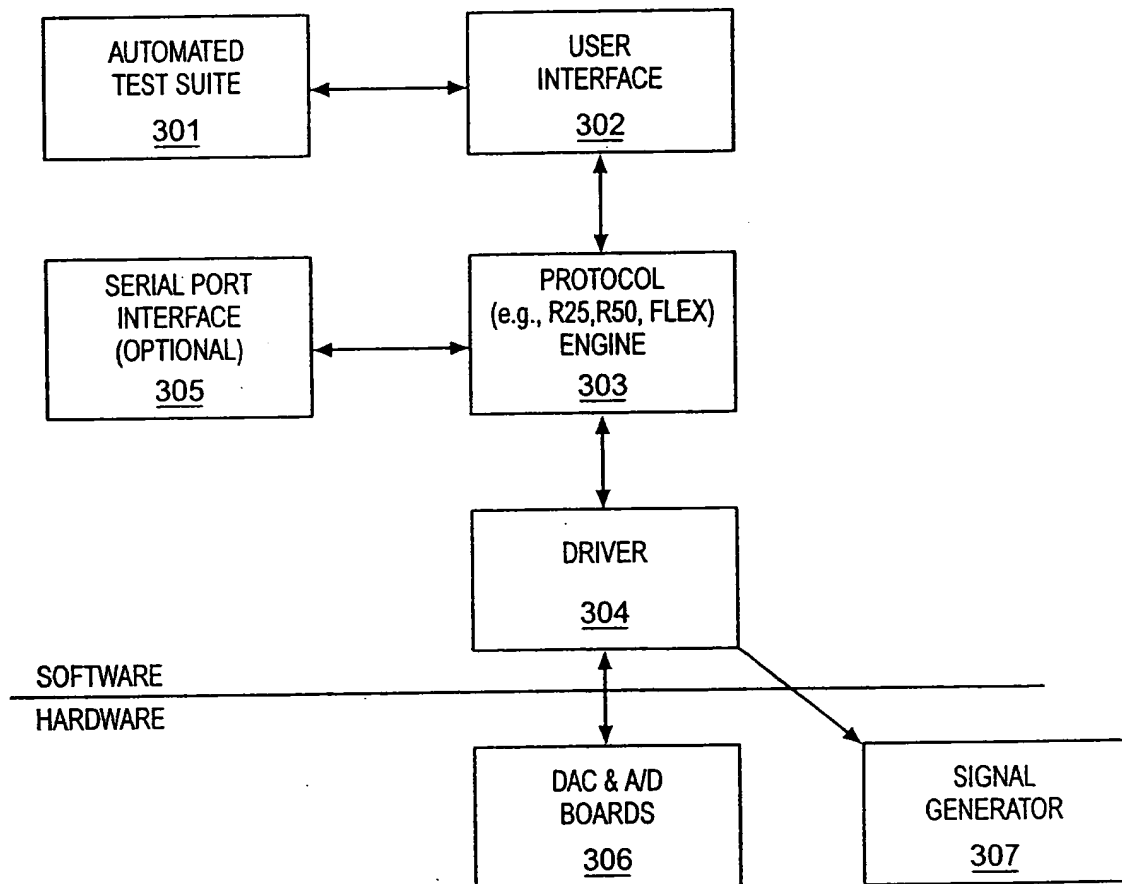 AUTOMATED
TEST SUITE
301
USER
INTERFACE
302
SERIAL PORT
INTERFACE
(OPTIONAL)
305
PROTOCOL
(e.g., R25,R50, FLEX)
ENGINE
303
DRIVER
304
SOFTWARE
HARDWARE
DAC & A/D
BOARDS
306
SIGNAL
GENERATOR
307